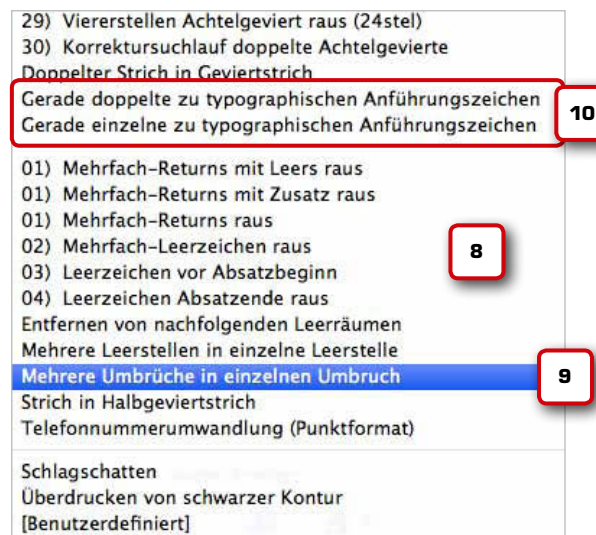 29) Viererstellen Achtelgeviert raus (24stel)
30) Korrektursuchlauf doppelte Achtelgevierte
Doppelter Strich in Geviertstrich
Gerade doppelte zu typographischen Anführungszeichen
10
Gerade einzelne zu typographischen Anführungszeichen
01) Mehrfach-Returns mit Leers raus
01) Mehrfach-Returns mit Zusatz raus
01) Mehrfach-Returns raus
02) Mehrfach-Leerzeichen raus
8
03) Leerzeichen vor Absatzbeginn
04) Leerzeichen Absatzende raus
Entfernen von nachfolgenden Leerräumen
Mehrere Leerstellen in einzelne Leerstelle
Mehrere Umbrüche in einzelnen Umbruch
9
Strich in Halbgeviertstrich
Telefonnummerumwandlung (Punktformat)
Schlagschatten
Überdrucken von schwarzer Kontur
[Benutzerdefiniert]